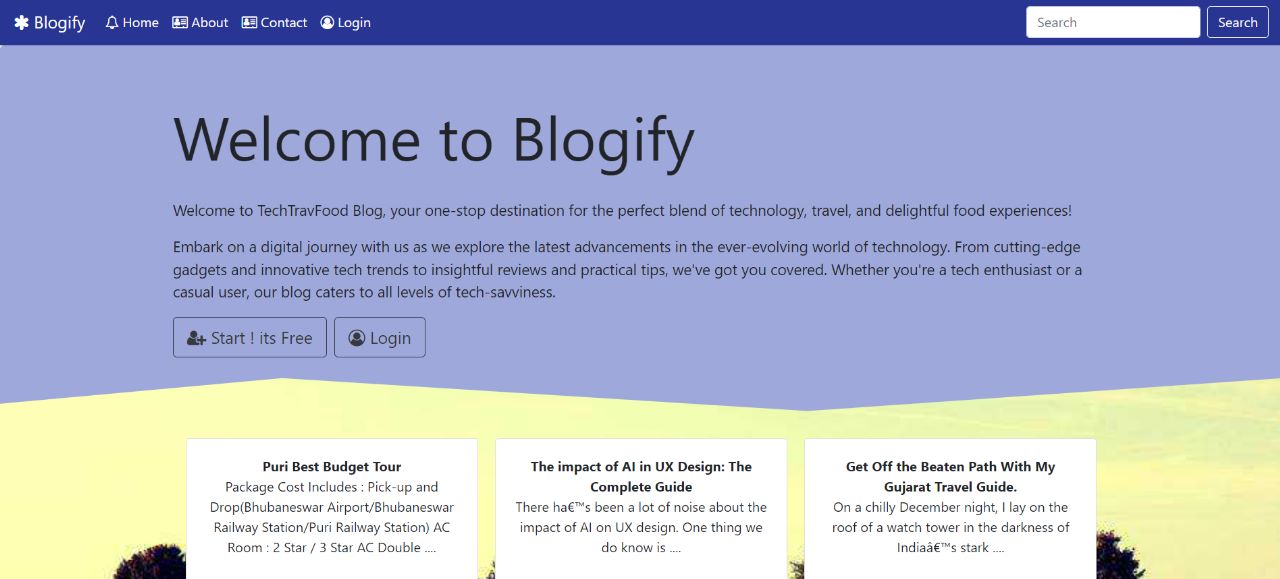 Blogify Home About Contact Login Search Search
Welcome to Blogify
Welcome to TechTravFood Blog, your one-stop destination for the perfect blend of technology, travel, and delightful food experiences!
Embark on a digital journey with us as we explore the latest advancements in the ever-evolving world of technology. From cutting-edge
gadgets and innovative tech trends to insightful reviews and practical tips, we've got you covered. Whether you're a tech enthusiast or a
casual user, our blog caters to all levels of tech-savviness.
Start ! its Free Login
Puri Best Budget Tour
Package Cost Includes : Pick-up and
Drop(Bhubaneswar Airport/Bhubaneswar
Railway Station/Puri Railway Station) AC
Room : 2 Star / 3 Star AC Double ....
The impact of AI in UX Design: The
Complete Guide
There ha€™s been a lot of noise about the
impact of AI on UX design. One thing we
do know is ....
Get Off the Beaten Path With My
Gujarat Travel Guide.
On a chilly December night, I lay on the
roof of a watch tower in the darkness of
Indiaâ€™s stark ....